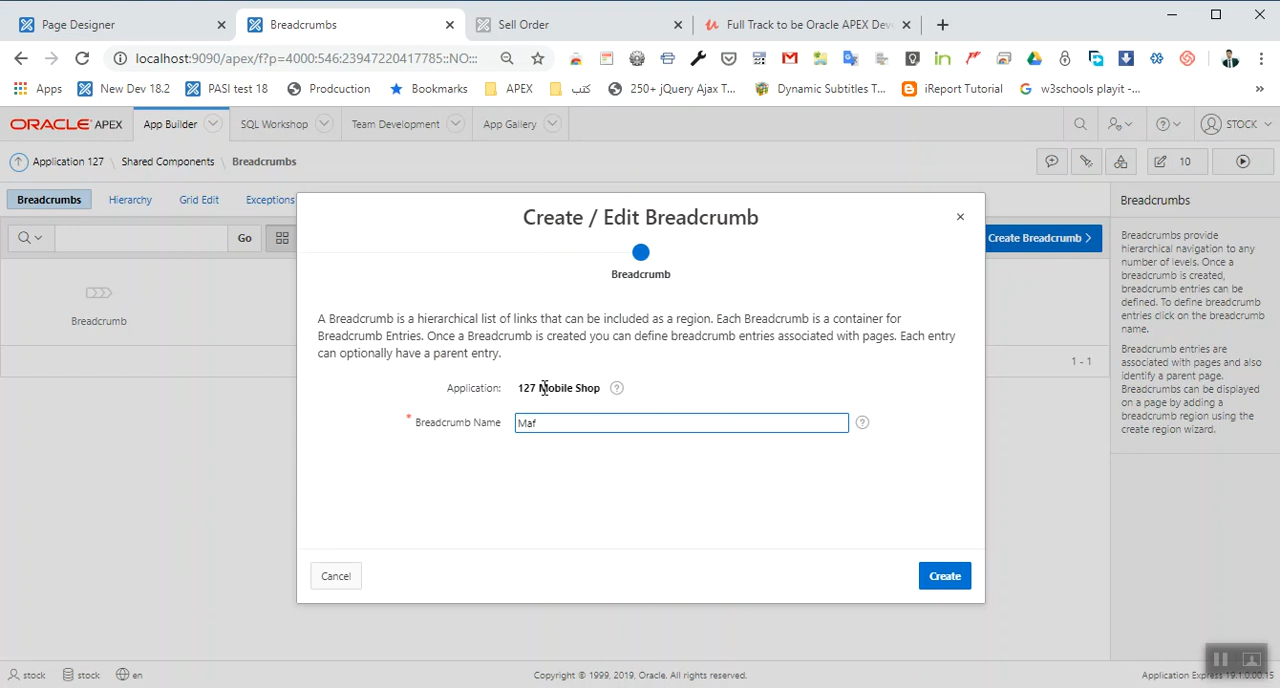 Page Designer
Breadcrumbs
Sell Order
Full Track to be Oracle APEX Dev
localhost:9090/apex/f?p=4000:546:23947220417785::NO:...
Apps
New Dev 18.2
PASI test 18
Production
Bookmarks
APEX
كتب
250+ jQuery Ajax T...
Dynamic Subtitles T...
iReport Tutorial
w3schools playit -...
ORACLE APEX
App Builder
SQL Workshop
Team Development
App Gallery
STOCK
Application 127 \ Shared Components \ Breadcrumbs
10
Breadcrumbs
Hierarchy
Grid Edit
Exceptions
Go
Create Breadcrumb
Breadcrumb
1 - 1
Create / Edit Breadcrumb
Breadcrumb
A Breadcrumb is a hierarchical list of links that can be included as a region. Each Breadcrumb is a container for
Breadcrumb Entries. Once a Breadcrumb is created you can define breadcrumb entries associated with pages. Each entry
can optionally have a parent entry.
Application: 127 Mobile Shop
* Breadcrumb Name Maf
Cancel
Create
Breadcrumbs
Breadcrumbs provide
hierarchical navigation to any
number of levels. Once a
breadcrumb is created,
breadcrumb entries can be
defined. To define breadcrumb
entries click on the breadcrumb
name.
Breadcrumb entries are
associated with pages and also
identify a parent page.
Breadcrumbs can be displayed
on a page by adding a
breadcrumb region using the
create region wizard.
stock
stock
en
Copyright © 1999, 2019, Oracle. All rights reserved.
Application Express 19.1.0.00.15